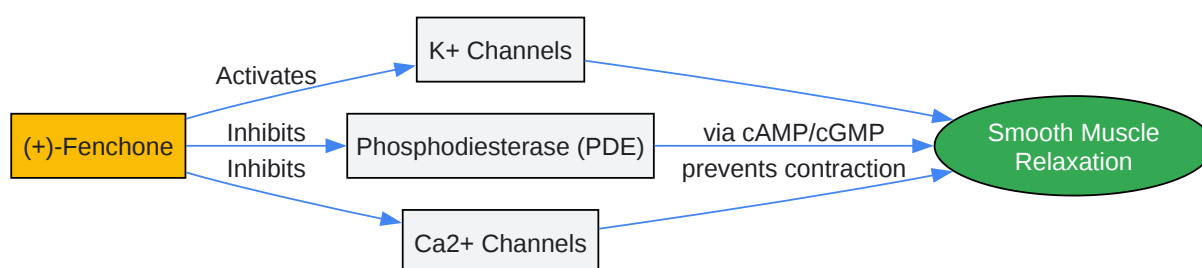 K+ Channels
Activates
(+)-Fenchone
Inhibits
Phosphodiesterase (PDE)
via cAMP/cGMP
Smooth Muscle
Relaxation
Inhibits
prevents contraction
Ca2+ Channels